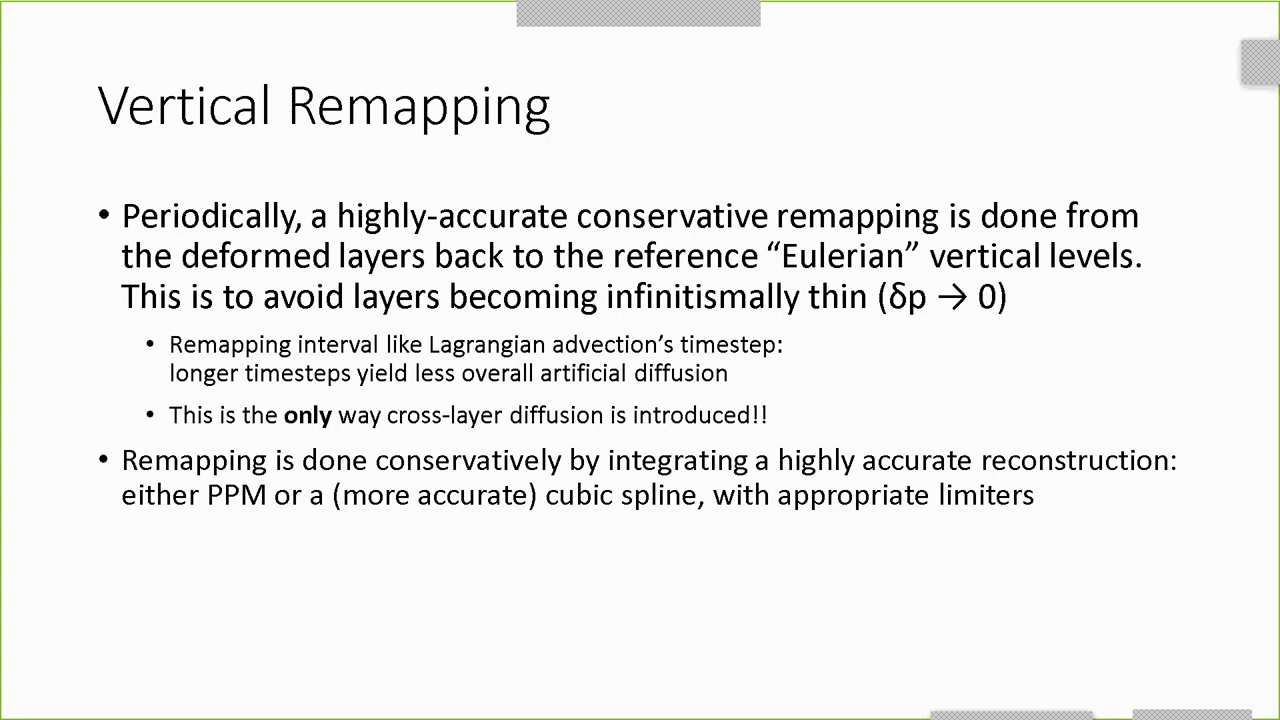 Vertical Remapping
• Periodically, a highly-accurate conservative remapping is done from
the deformed layers back to the reference “Eulerian” vertical levels.
This is to avoid layers becoming infinitismally thin (δp → 0)
• Remapping interval like Lagrangian advection’s timestep:
longer timesteps yield less overall artificial diffusion
• This is the only way cross-layer diffusion is introduced!!
• Remapping is done conservatively by integrating a highly accurate reconstruction:
either PPM or a (more accurate) cubic spline, with appropriate limiters